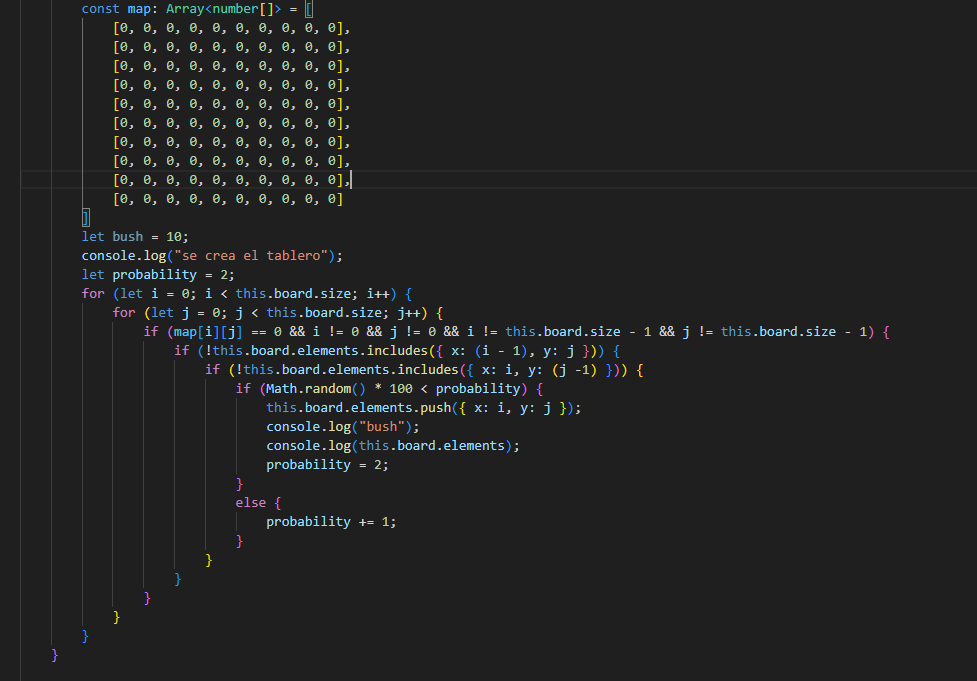 const map: Array<number[]> = [
[0, 0, 0, 0, 0, 0, 0, 0, 0, 0],
[0, 0, 0, 0, 0, 0, 0, 0, 0, 0],
[0, 0, 0, 0, 0, 0, 0, 0, 0, 0],
[0, 0, 0, 0, 0, 0, 0, 0, 0, 0],
[0, 0, 0, 0, 0, 0, 0, 0, 0, 0],
[0, 0, 0, 0, 0, 0, 0, 0, 0, 0],
[0, 0, 0, 0, 0, 0, 0, 0, 0, 0],
[0, 0, 0, 0, 0, 0, 0, 0, 0, 0],
[0, 0, 0, 0, 0, 0, 0, 0, 0, 0],
[0, 0, 0, 0, 0, 0, 0, 0, 0, 0]
]
let bush = 10;
console.log("se crea el tablero");
let probability = 2;
for (let i = 0; i < this.board.size; i++) {
for (let j = 0; j < this.board.size; j++) {
if (map[i][j] == 0 && i != 0 && j != 0 && i != this.board.size - 1 && j != this.board.size - 1) {
if (!this.board.elements.includes({ x: (i - 1), y: j })) {
if (!this.board.elements.includes({ x: i, y: (j -1) })) {
if (Math.random() * 100 < probability) {
this.board.elements.push({ x: i, y: j });
console.log("bush");
console.log(this.board.elements);
probability = 2;
}
else {
probability += 1;
}
}
}
}
}
}
}